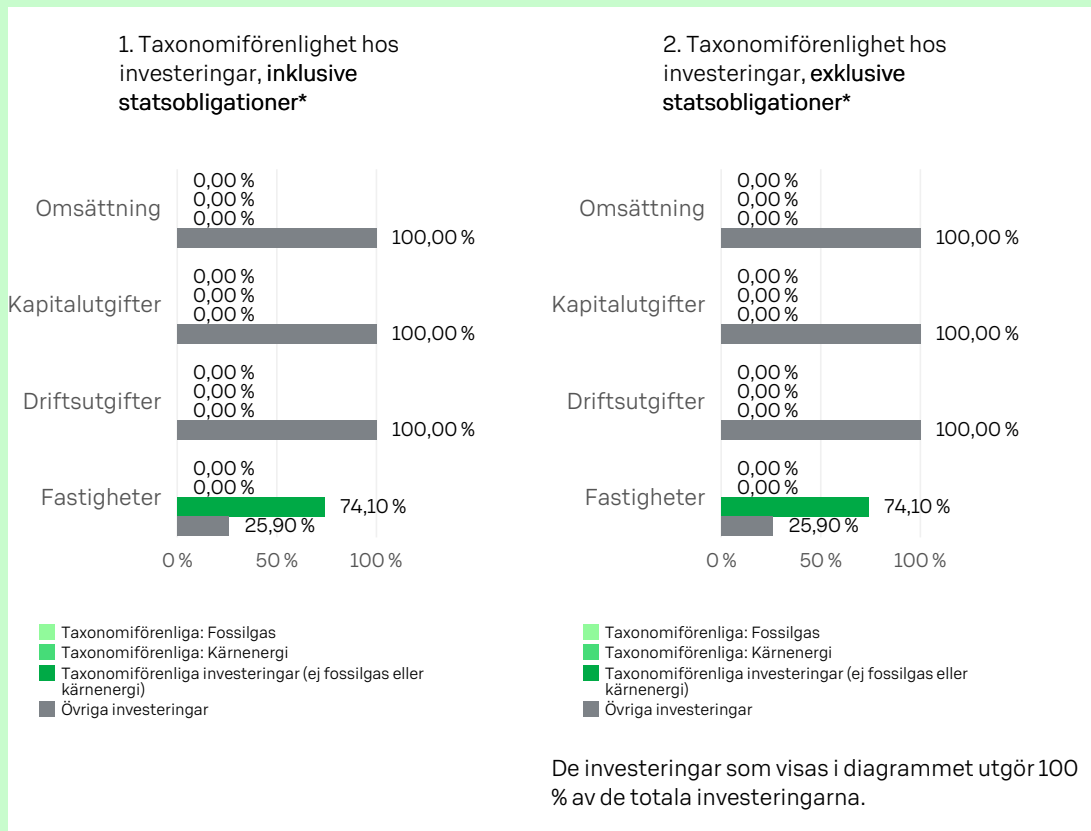 1. Taxonomiförenlighet hos
investeringar, inklusive
statsobligationer*
Omsättning
0,00 %
0,00 %
0,00 %
100,00 %
Kapitalutgifter
0,00 %
0,00 %
0,00 %
100,00 %
Driftsutgifter
0,00 %
0,00 %
0,00 %
100,00 %
Fastigheter
0,00 %
0,00 %
74,10 %
25,90 %
0 % 50 % 100 %
Taxonomiförenliga: Fossilgas
Taxonomiförenliga: Kärnenergi
Taxonomiförenliga investeringar (ej fossilgas eller
kärnenergi)
Övriga investeringar
2. Taxonomiförenlighet hos
investeringar, exklusive
statsobligationer*
Omsättning
0,00 %
0,00 %
0,00 %
100,00 %
Kapitalutgifter
0,00 %
0,00 %
0,00 %
100,00 %
Driftsutgifter
0,00 %
0,00 %
0,00 %
100,00 %
Fastigheter
0,00 %
0,00 %
74,10 %
25,90 %
0 % 50 % 100 %
Taxonomiförenliga: Fossilgas
Taxonomiförenliga: Kärnenergi
Taxonomiförenliga investeringar (ej fossilgas eller
kärnenergi)
Övriga investeringar
De investeringar som visas i diagrammet utgör 100
% av de totala investeringarna.